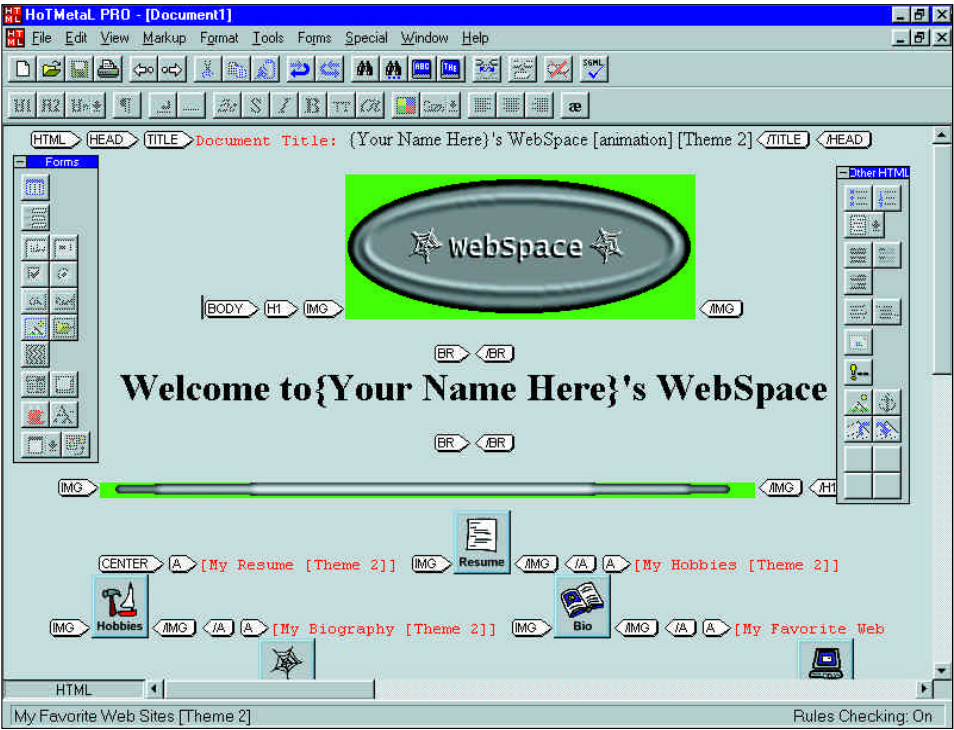 HoTMetaL PRO - [Document1]
File Edit View Markup Format Tools Forms Special Window Help
SGML
H1 H2 Hn ¶ S I B TT æ
HTML HEAD TITLE Document Title: {Your Name Here}'s WebSpace [animation] [Theme 2] /TITLE /HEAD
Forms
Other HTML
WebSpace
BODY H1 IMG /IMG
BR /BR
Welcome to{Your Name Here}'s WebSpace
BR /BR
IMG /IMG /H1
CENTER A [My Resume [Theme 2]] IMG Resume /IMG /A A [My Hobbies [Theme 2]]
IMG Hobbies /IMG /A A [My Biography [Theme 2]] IMG Bio /IMG /A A [My Favorite Web
HTML
My Favorite Web Sites [Theme 2] Rules Checking: On